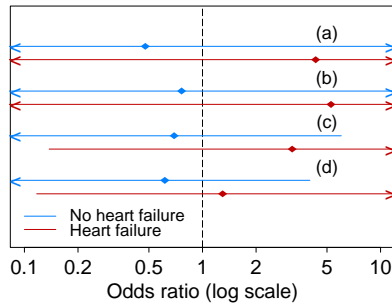 (a)
(b)
(c)
(d)
No heart failure
Heart failure
0.1 0.2 0.5 1 2 5 10
Odds ratio (log scale)